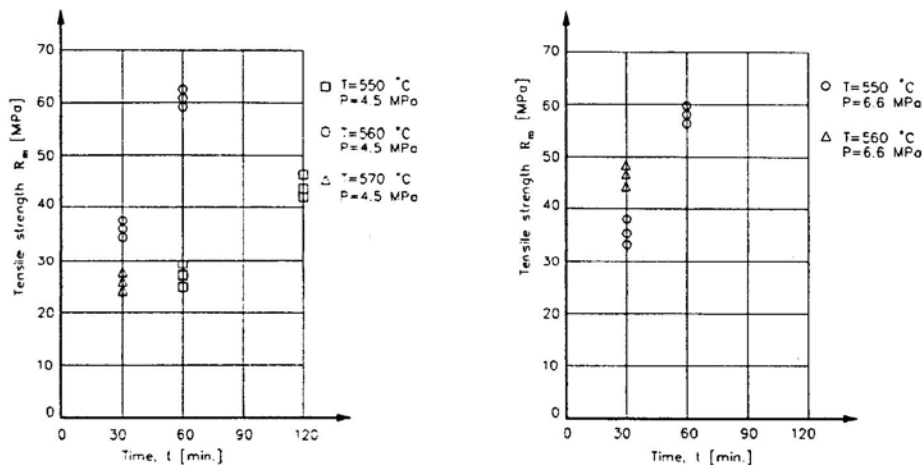 70
60
50
40
30
20
10
0
Tensile strength Rm [MPa]
0 30 60 90 120
Time, t [min.]
T=550 °C
P=4.5 MPa
T=560 °C
P=4.5 MPa
T=570 °C
P=4.5 MPa
70
60
50
40
30
20
10
0
Tensile strength Rm [MPa]
0 30 60 90 120
Time, t [min.]
T=550 °C
P=6.6 MPa
T=560 °C
P=6.6 MPa